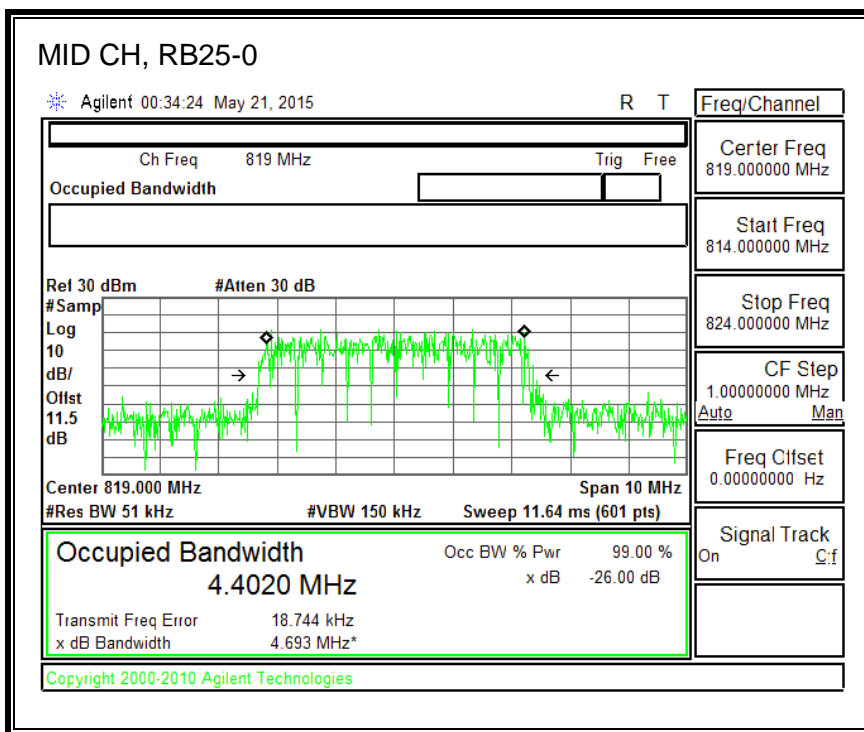 MID CH, RB25-0
Agilent 00:34:24 May 21, 2015 R T
Freq/Channel
Ch Freq 819 MHz Trig Free
Occupied Bandwidth
Center Freq
819.000000 MHz
Start Freq
814.000000 MHz
Stop Freq
824.000000 MHz
CF Step
1.00000000 MHz
Auto Man
Freq Offset
0.00000000 Hz
Signal Track
On Off
Ref 30 dBm #Atten 30 dB
#Samp
Log
10
dB/
Offst
11.5
dB
Center 819.000 MHz Span 10 MHz
#Res BW 51 kHz #VBW 150 kHz Sweep 11.64 ms (601 pts)
Occupied Bandwidth
4.4020 MHz
Occ BW % Pwr 99.00 %
x dB -26.00 dB
Transmit Freq Error 18.744 kHz
x dB Bandwidth 4.693 MHz*
Copyright 2000-2010 Agilent Technologies